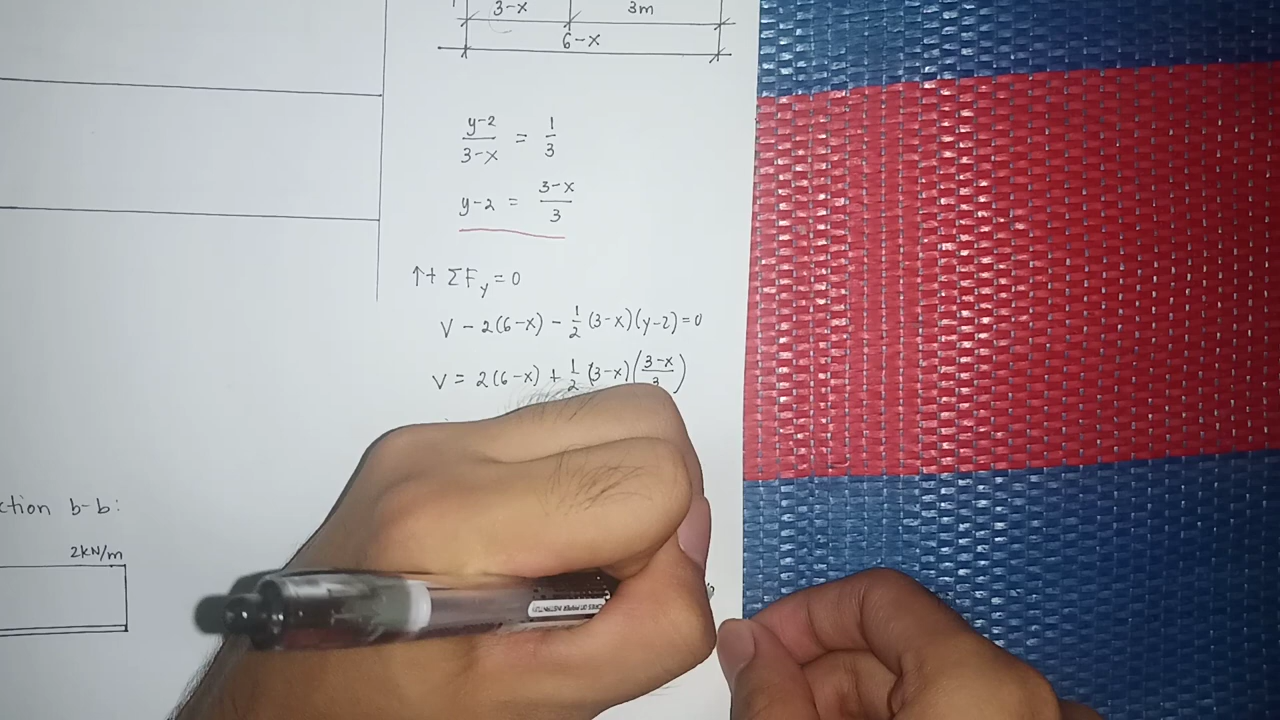 3-x 3m
6-x
y-2 / 3-x = 1 / 3
y-2 = 3-x / 3
↑+ ΣFy = 0
V - 2(6-x) - 1/2 (3-x)(y-2) = 0
V = 2(6-x) + 1/2 (3-x) (3-x / 3)
ction b-b:
2kN/m